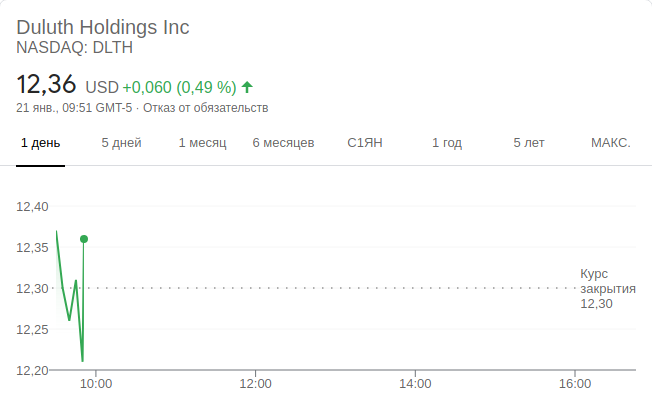 Duluth Holdings Inc
NASDAQ: DLTH
12,36 USD +0,060 (0,49 %)
21 янв., 09:51 GMT-5 · Отказ от обязательств
1 день 5 дней 1 месяц 6 месяцев С1ЯН 1 год 5 лет МАКС.
12,40
12,35
12,30
12,25
12,20
Курс
закрытия
12,30
10:00 12:00 14:00 16:00